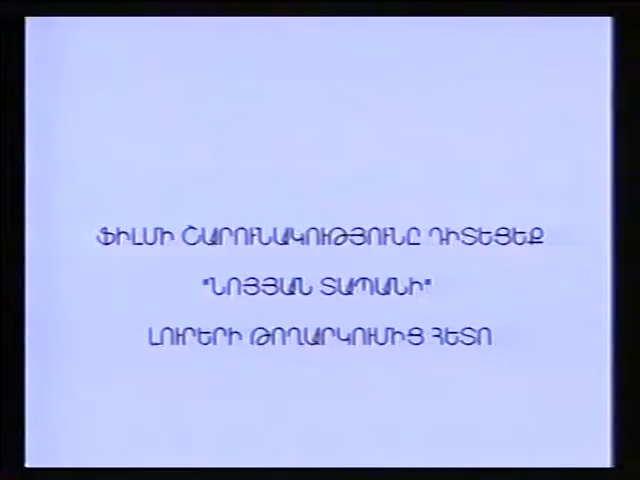 ՖԻԼՄԻ ՇԱՐՈՒՆԱԿՈՒԹՅՈՒՆԸ ԴԻՏԵՑԵՔ
"ՆՈՅՅԱՆ ՏԱՊԱՆԻ"
ԼՈՒՐԵՐԻ ԹՈՂԱՐԿՈՒՄԻՑ ՀԵՏՈ